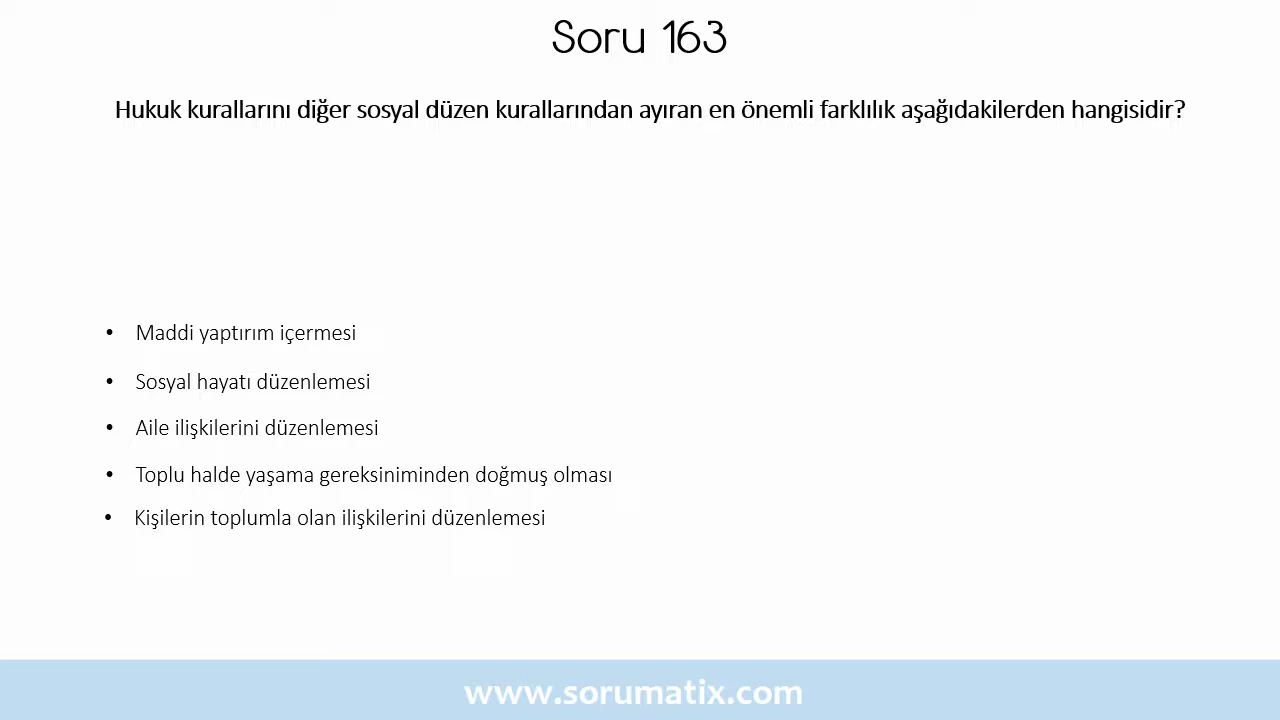 Soru 163
Hukuk kurallarını diğer sosyal düzen kurallarından ayıran en önemli farklılık aşağıdakilerden hangisidir?
• Maddi yaptırım içermesi
• Sosyal hayatı düzenlemesi
• Aile ilişkilerini düzenlemesi
• Toplu halde yaşama gereksiniminden doğmuş olması
• Kişilerin toplumla olan ilişkilerini düzenlemesi
www.sorumatix.com